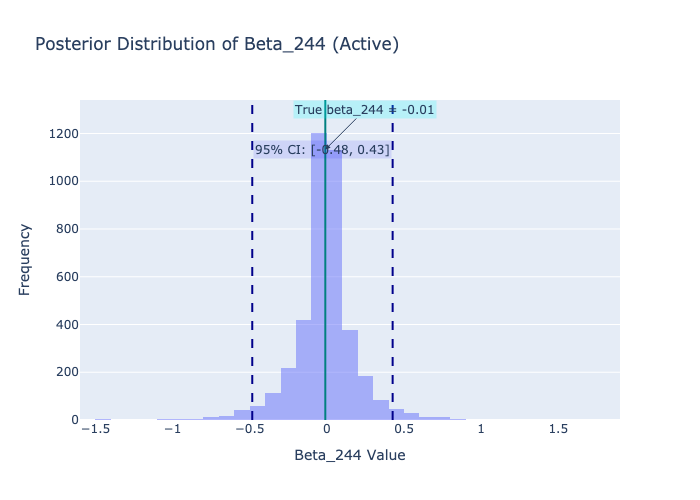 Posterior Distribution of Beta_244 (Active)
True beta_244 = -0.01
95% CI: [-0.48, 0.43]
1200
1000
800
600
400
200
0
Frequency
−1.5 −1 −0.5 0 0.5 1 1.5
Beta_244 Value